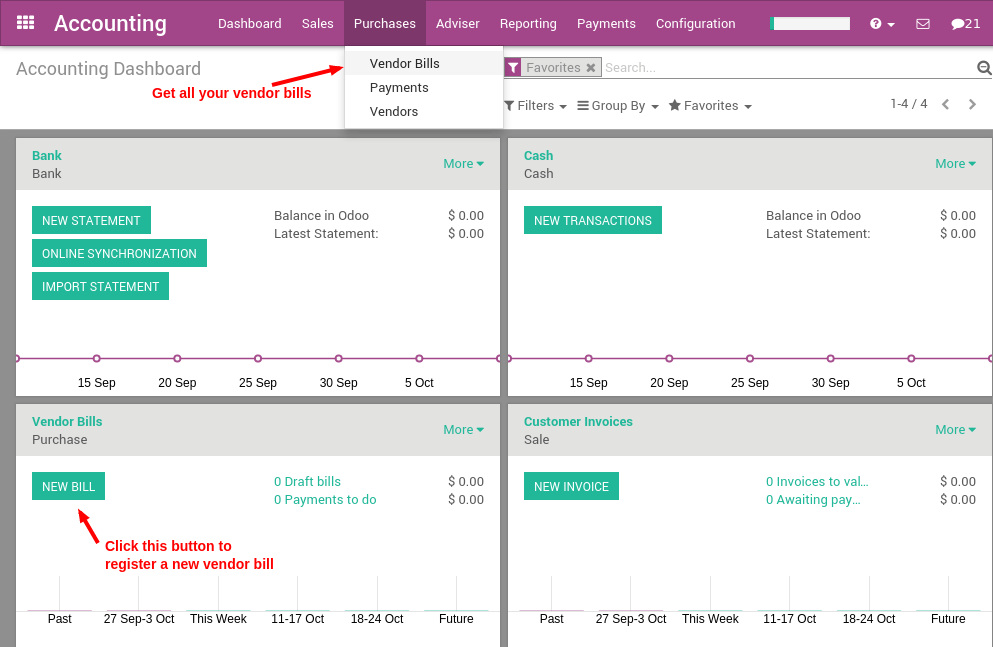 Accounting Dashboard Sales Purchases Adviser Reporting Payments Configuration 21
Accounting Dashboard
Vendor Bills
Payments
Vendors
Get all your vendor bills
Favorites Search...
Filters Group By Favorites 1-4 / 4
Bank
Bank
More
NEW STATEMENT
ONLINE SYNCHRONIZATION
IMPORT STATEMENT
Balance in Odoo $ 0.00
Latest Statement: $ 0.00
15 Sep 20 Sep 25 Sep 30 Sep 5 Oct
Cash
Cash
More
NEW TRANSACTIONS
Balance in Odoo $ 0.00
Latest Statement: $ 0.00
15 Sep 20 Sep 25 Sep 30 Sep 5 Oct
Vendor Bills
Purchase
More
NEW BILL
0 Draft bills $ 0.00
0 Payments to do $ 0.00
Click this button to
register a new vendor bill
Past 27 Sep-3 Oct This Week 11-17 Oct 18-24 Oct Future
Customer Invoices
Sale
More
NEW INVOICE
0 Invoices to val... $ 0.00
0 Awaiting pay... $ 0.00
Past 27 Sep-3 Oct This Week 11-17 Oct 18-24 Oct Future